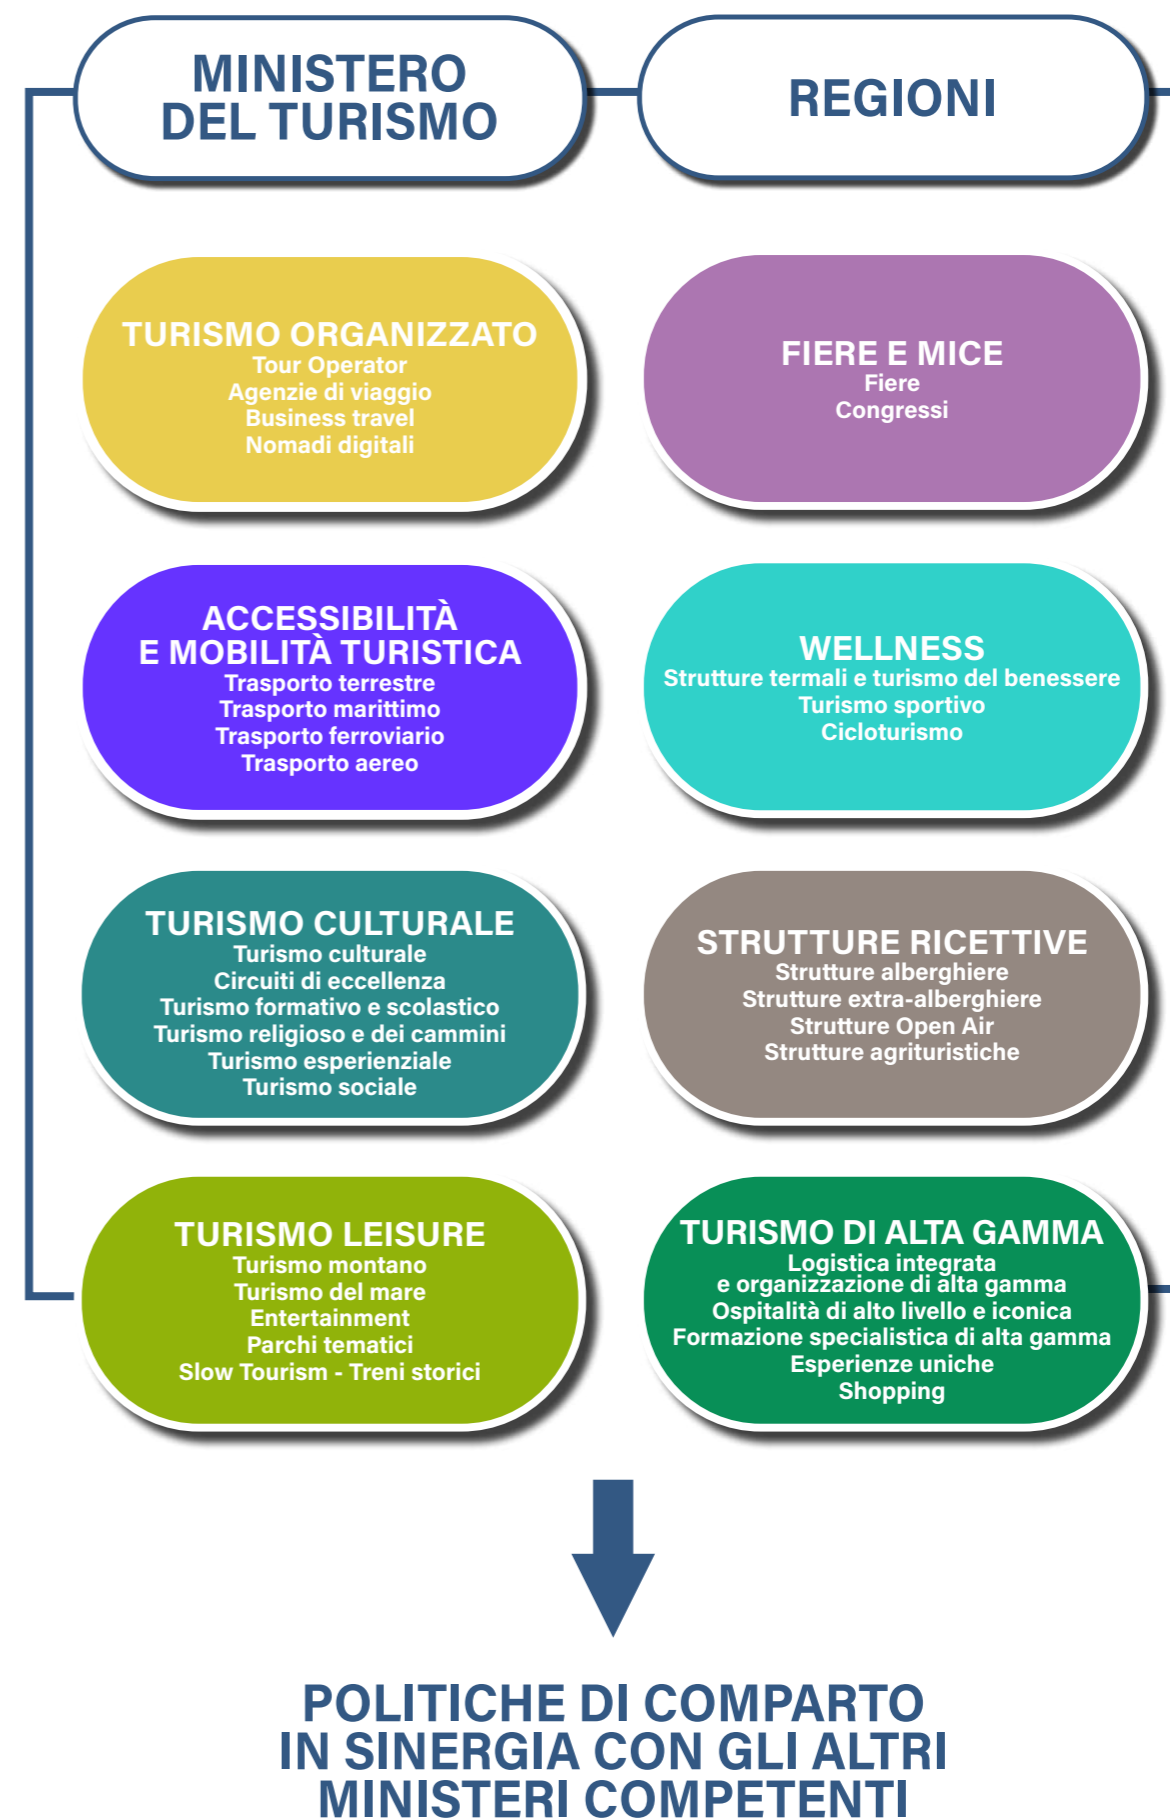 MINISTERO
DEL TURISMO
REGIONI
TURISMO ORGANIZZATO
Tour Operator
Agenzie di viaggio
Business travel
Nomadi digitali
FIERE E MICE
Fiere
Congressi
ACCESSIBILITÀ
E MOBILITÀ TURISTICA
Trasporto terrestre
Trasporto marittimo
Trasporto ferroviario
Trasporto aereo
WELLNESS
Strutture termali e turismo del benessere
Turismo sportivo
Cicloturismo
TURISMO CULTURALE
Turismo culturale
Circuiti di eccellenza
Turismo formativo e scolastico
Turismo religioso e dei cammini
Turismo esperienziale
Turismo sociale
STRUTTURE RICETTIVE
Strutture alberghiere
Strutture extra-alberghiere
Strutture Open Air
Strutture agrituristiche
TURISMO LEISURE
Turismo montano
Turismo del mare
Entertainment
Parchi tematici
Slow Tourism - Treni storici
TURISMO DI ALTA GAMMA
Logistica integrata
e organizzazione di alta gamma
Ospitalità di alto livello e iconica
Formazione specialistica di alta gamma
Esperienze uniche
Shopping
POLITICHE DI COMPARTO
IN SINERGIA CON GLI ALTRI
MINISTERI COMPETENTI